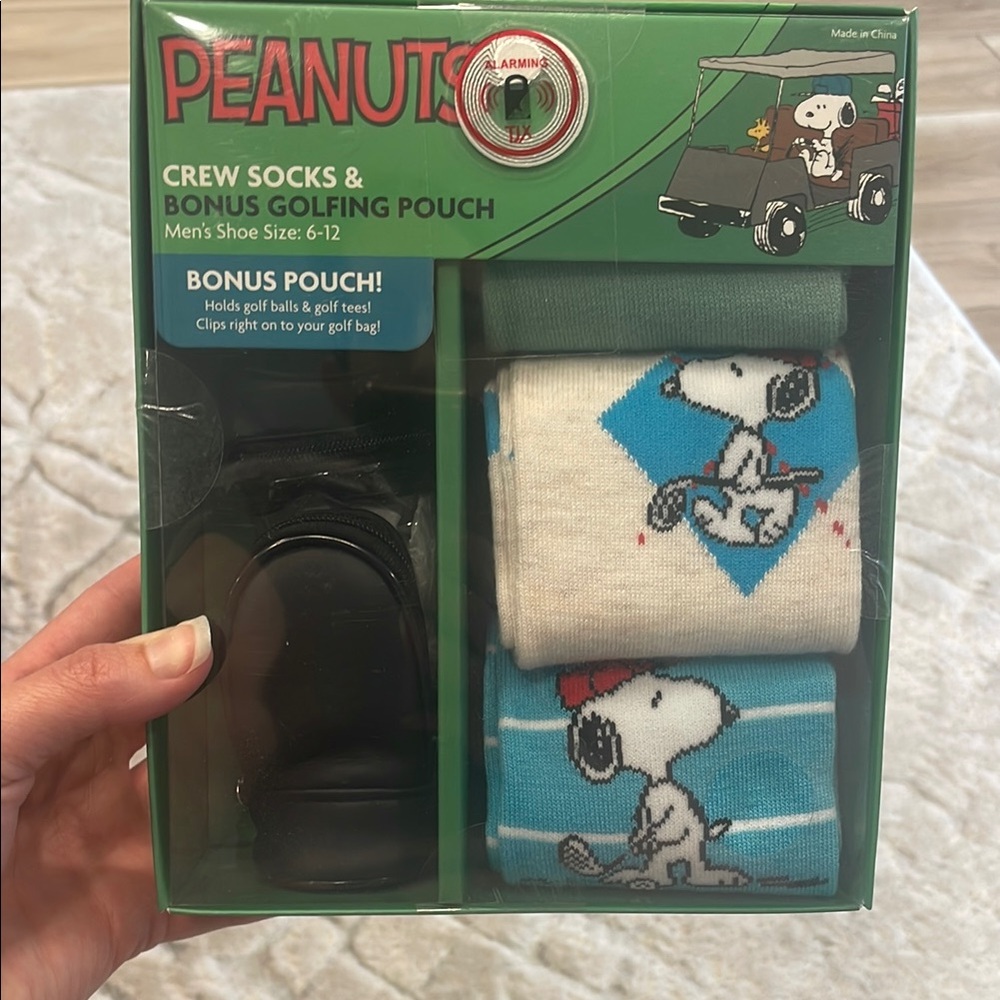 PEANUTS
ALARMING
TJX
Made in China
CREW SOCKS &
BONUS GOLFING POUCH
Men's Shoe Size: 6-12
BONUS POUCH!
Holds golf balls & golf tees!
Clips right on to your golf bag!